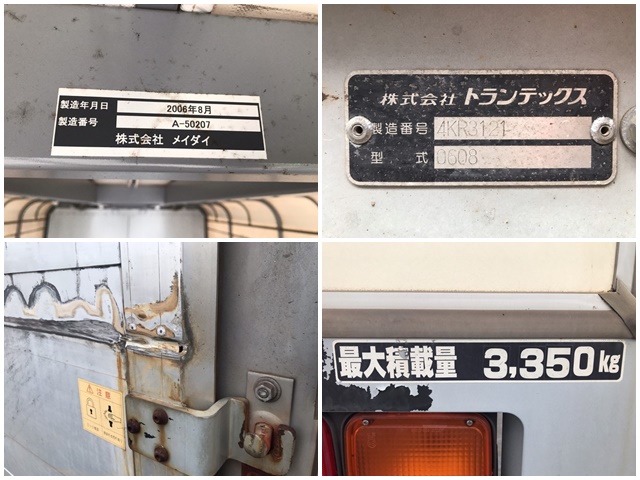 製造年月日 2006年8月
製造番号 A-50207
株式会社 メイダイ
株式会社 トランテックス
製造番号 4KR3121
型 式 0608
⚠ 注意
最大積載量 3,350kg